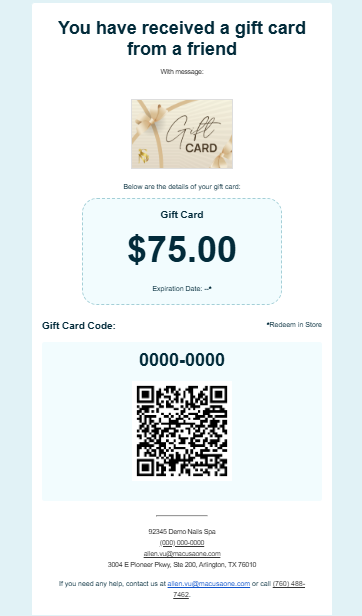 You have received a gift card
from a friend
With message:
Gift
CARD
Below are the details of your gift card:
Gift Card
$75.00
Expiration Date: --*
Gift Card Code:
*Redeem in Store
0000-0000
92345 Demo Nails Spa
(000) 000-0000
allen.vu@macusaone.com
3004 E Pioneer Pkwy, Ste 200, Arlington, TX 76010
If you need any help, contact us at allen.vu@macusaone.com or call (760) 488-
7462.